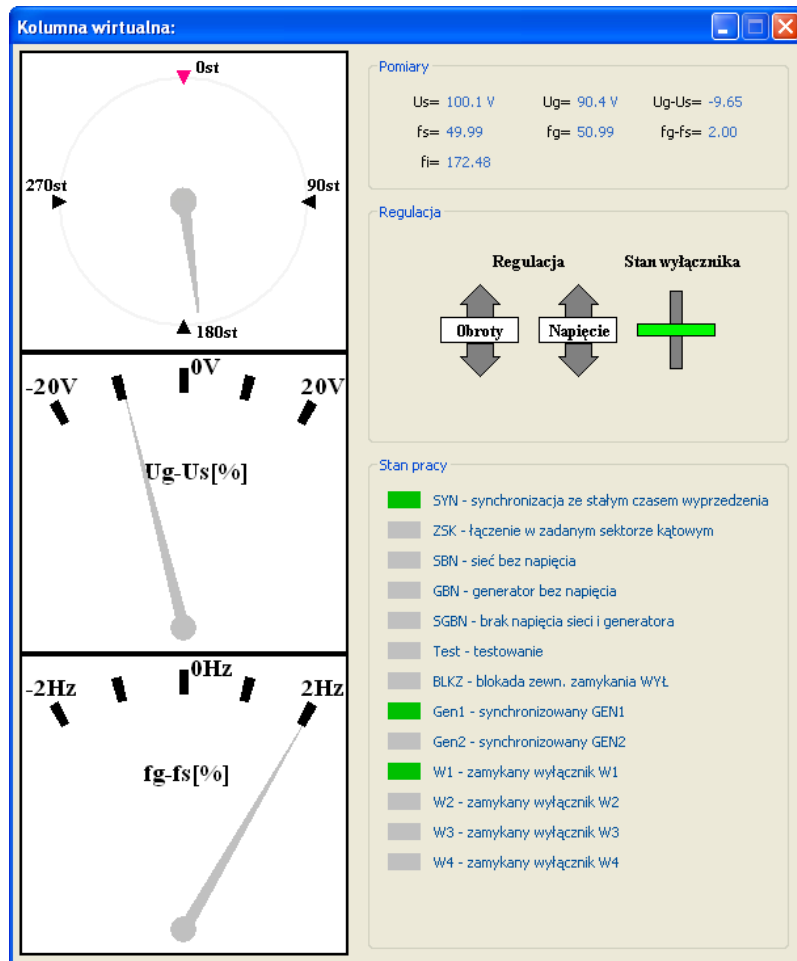 Kolumna wirtualna:
0st
270st
90st
180st
-20V
0V
20V
Ug-Us[%]
-2Hz
0Hz
2Hz
fg-fs[%]
Pomiary
Us= 100.1 V Ug= 90.4 V Ug-Us= -9.65
fs= 49.99 fg= 50.99 fg-fs= 2.00
fi= 172.48
Regulacja
Regulacja Stan wyłącznika
Obroty Napięcie
Stan pracy
SYN - synchronizacja ze stałym czasem wyprzedzenia
ZSK - łączenie w zadanym sektorze kątowym
SBN - sieć bez napięcia
GBN - generator bez napięcia
SGBN - brak napięcia sieci i generatora
Test - testowanie
BLKZ - blokada zewn. zamykania WYŁ
Gen1 - synchronizowany GEN1
Gen2 - synchronizowany GEN2
W1 - zamykany wyłącznik W1
W2 - zamykany wyłącznik W2
W3 - zamykany wyłącznik W3
W4 - zamykany wyłącznik W4